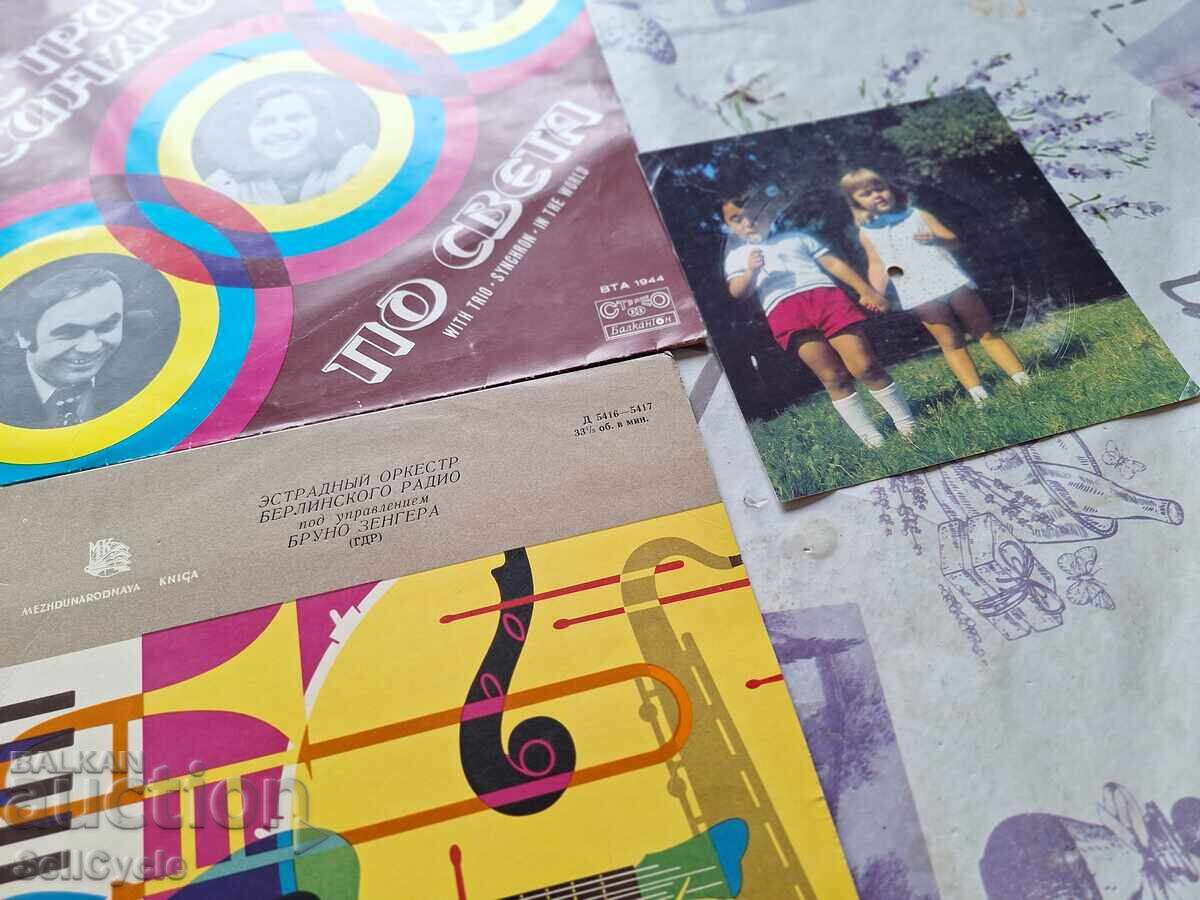 ПО СВЕТА
WITH TRIO · SYNCHRON · IN THE WORLD
ВТА 1944
СТЕРЕО
Балкантон
Д 5416—5417
33⅓ об. в мин.
ЭСТРАДНЫЙ ОРКЕСТР
БЕРЛИНСКОГО РАДИО
под управлением
БРУНО ЗЕНГЕРА
(ГДР)
МК
MEZHDUNARODNAYA KNIGA
BALKAN
auction
SellCycle